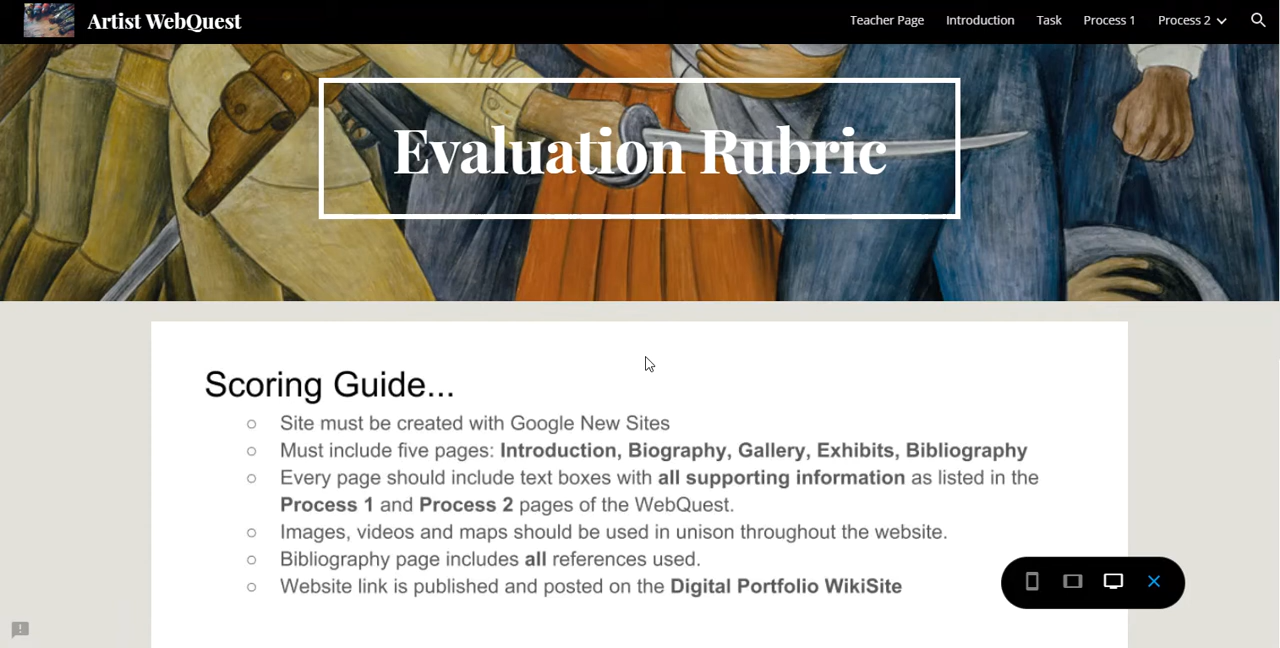 Artist WebQuest
Teacher Page Introduction Task Process 1 Process 2
Evaluation Rubric
Scoring Guide...
Site must be created with Google New Sites
Must include five pages: Introduction, Biography, Gallery, Exhibits, Bibliography
Every page should include text boxes with all supporting information as listed in the
Process 1 and Process 2 pages of the WebQuest.
Images, videos and maps should be used in unison throughout the website.
Bibliography page includes all references used.
Website link is published and posted on the Digital Portfolio WikiSite